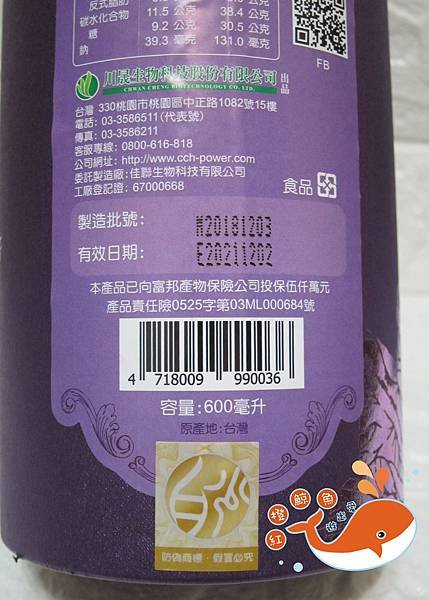 反式脂肪
碳水化合物 11.5 公克 38.4 公克
糖 9.2 公克 30.5 公克
鈉 39.3 毫克 131.0 毫克
FB
川晟生物科技股份有限公司 出品
CHWAN CHENG BIOTECHNOLOGY CO. LTD.
台灣 330桃園市桃園區中正路1082號15樓
電話: 03-3586511 (代表號)
傳真: 03-3586211
客服專線: 0800-616-818
公司網址: http://www.cch-power.com
委託製造廠: 佳聯生物科技有限公司
工廠登記證: 67000668
食品
製造批號: M20181203
有效日期: E20211202
本產品已向富邦產物保險公司投保伍仟萬元
產品責任險0525字第03ML000684號
4 718009 990036
容量:600毫升
原產地:台灣
防偽商標・假冒必究
橙紅鯨魚
游出愛